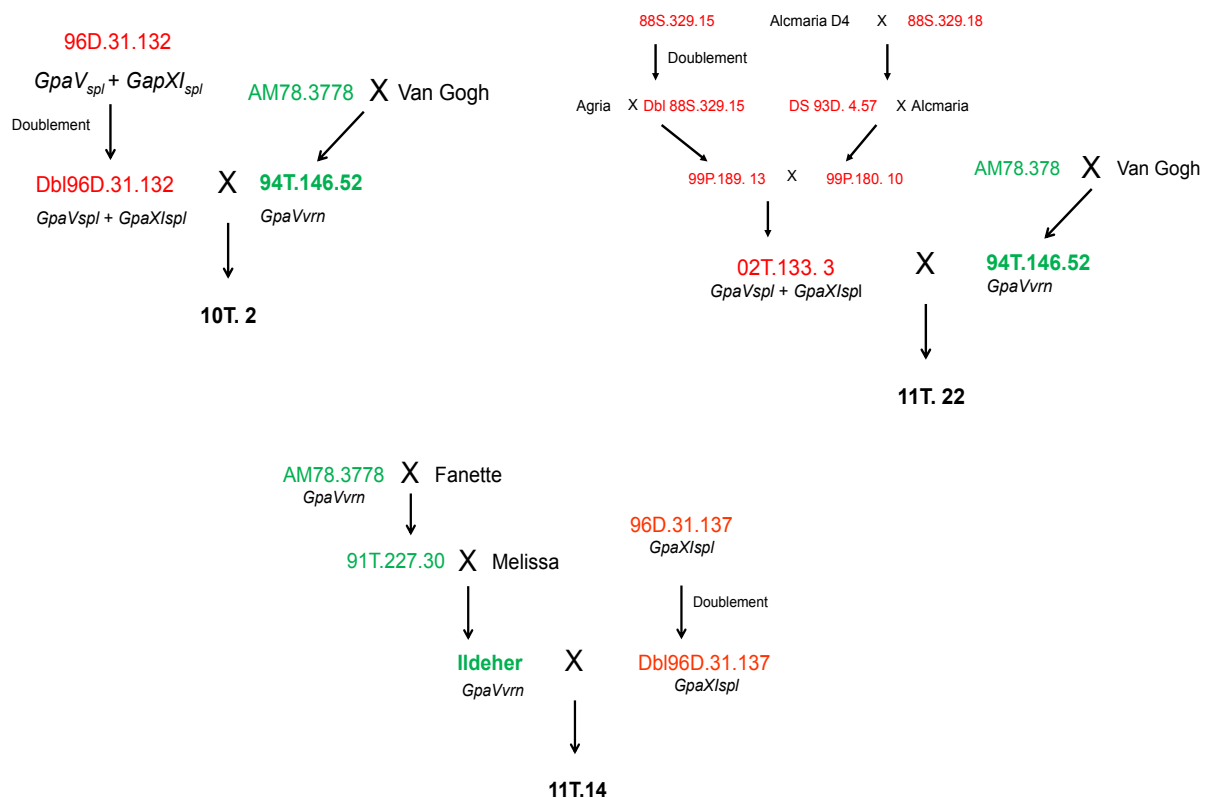 96D.31.132
GpaVspl + GapXIspl
Doublement
AM78.3778 X Van Gogh
Dbl96D.31.132 X 94T.146.52
GpaVspl + GpaXIspl GpaVvrn
10T. 2
88S.329.15 Alcmaria D4 X 88S.329.18
Doublement
Agria X Dbl 88S.329.15 DS 93D. 4.57 X Alcmaria
99P.189. 13 X 99P.180. 10
AM78.378 X Van Gogh
02T.133. 3 X 94T.146.52
GpaVspl + GpaXIspl GpaVvrn
11T. 22
AM78.3778 X Fanette
GpaVvrn
91T.227.30 X Melissa
96D.31.137
GpaXIspl
Doublement
Ildeher X Dbl96D.31.137
GpaVvrn GpaXIspl
11T.14